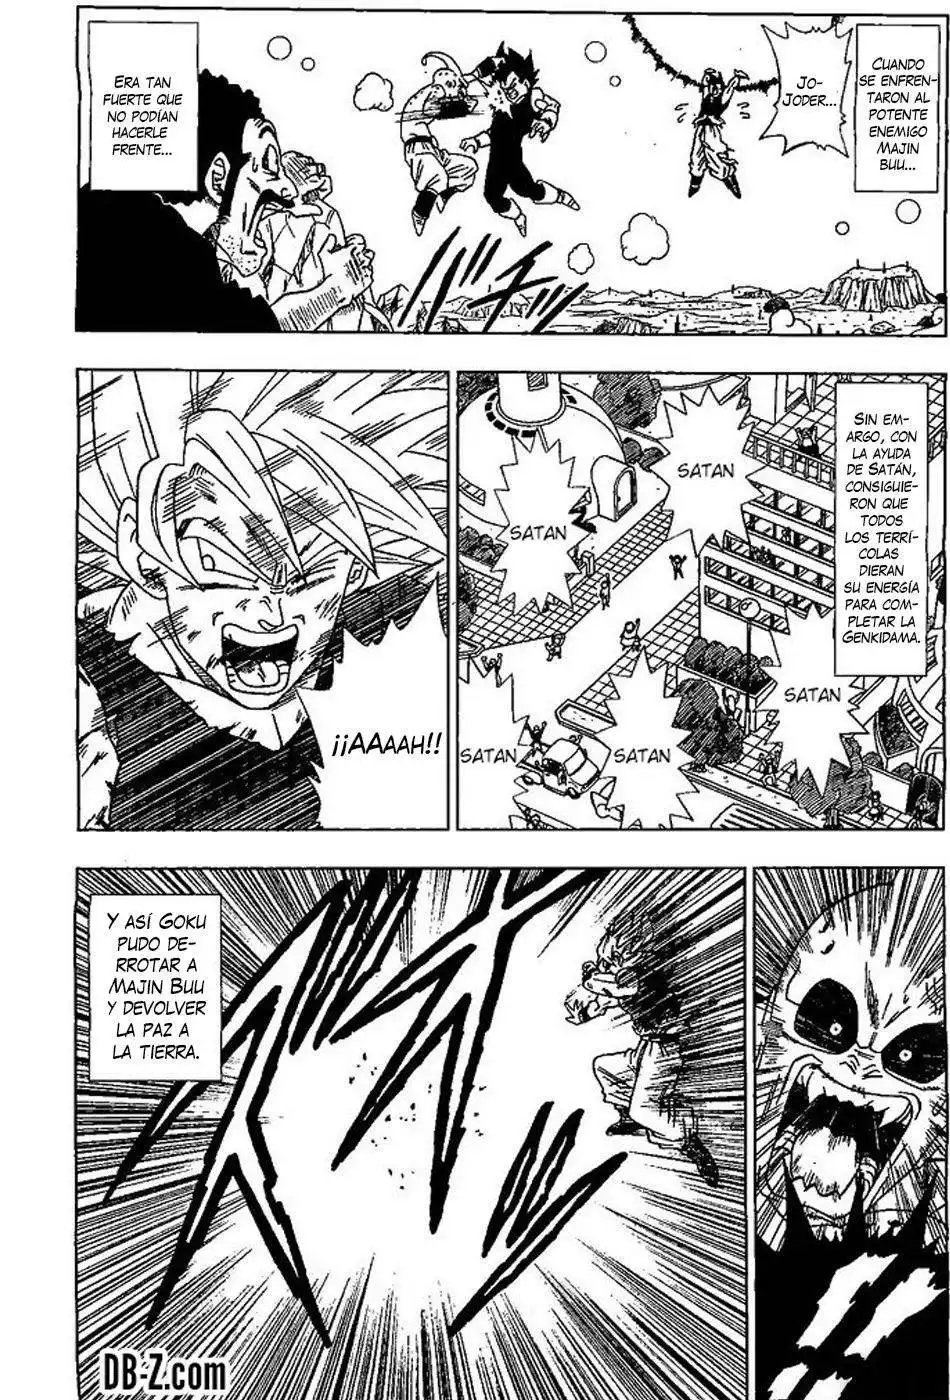 CUANDO
SE ENFREN-
TARON AL
POTENTE
ENEMIGO
MAJIN
BUU...
JO-
JODER...
ERA TAN
FUERTE QUE
NO PODÍAN
HACERLE
FRENTE...
SIN EM-
BARGO, CON
LA AYUDA
DE SATÁN,
CONSIGUIE-
RON QUE
TODOS
LOS TERRÍ-
COLAS
DIERAN
SU ENERGÍA
PARA COM-
PLETAR LA
GENKIDAMA.
SATAN
SATAN
SATAN
SATAN
SATAN
¡¡AAAAAH!!
Y ASÍ GOKU
PUDO DE-
RROTAR A
MAJIN BUU
Y DEVOLVER
LA PAZ A
LA TIERRA.
DB-Z.com